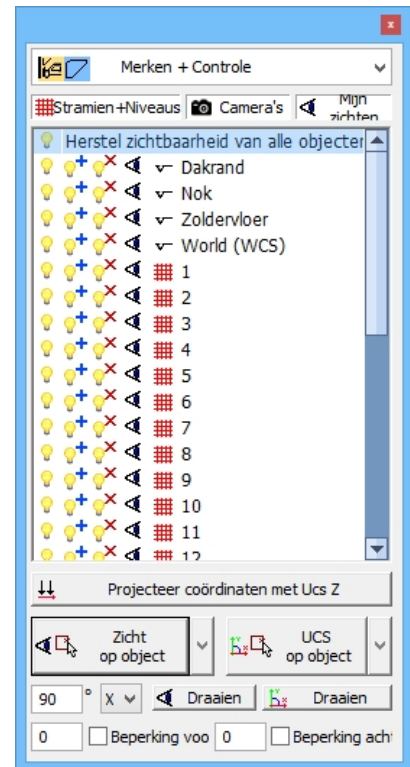 x
Merken + Controle
Stramien+Niveaus Camera's Mijn zichten
Herstel zichtbaarheid van alle objecter
Dakrand
Nok
Zoldervloer
World (WCS)
1
2
3
4
5
6
7
8
9
10
11
12
Projecteer coördinaten met Ucs Z
Zicht op object
UCS op object
90 ° X Draaien Draaien
0 Beperking voo 0 Beperking ach